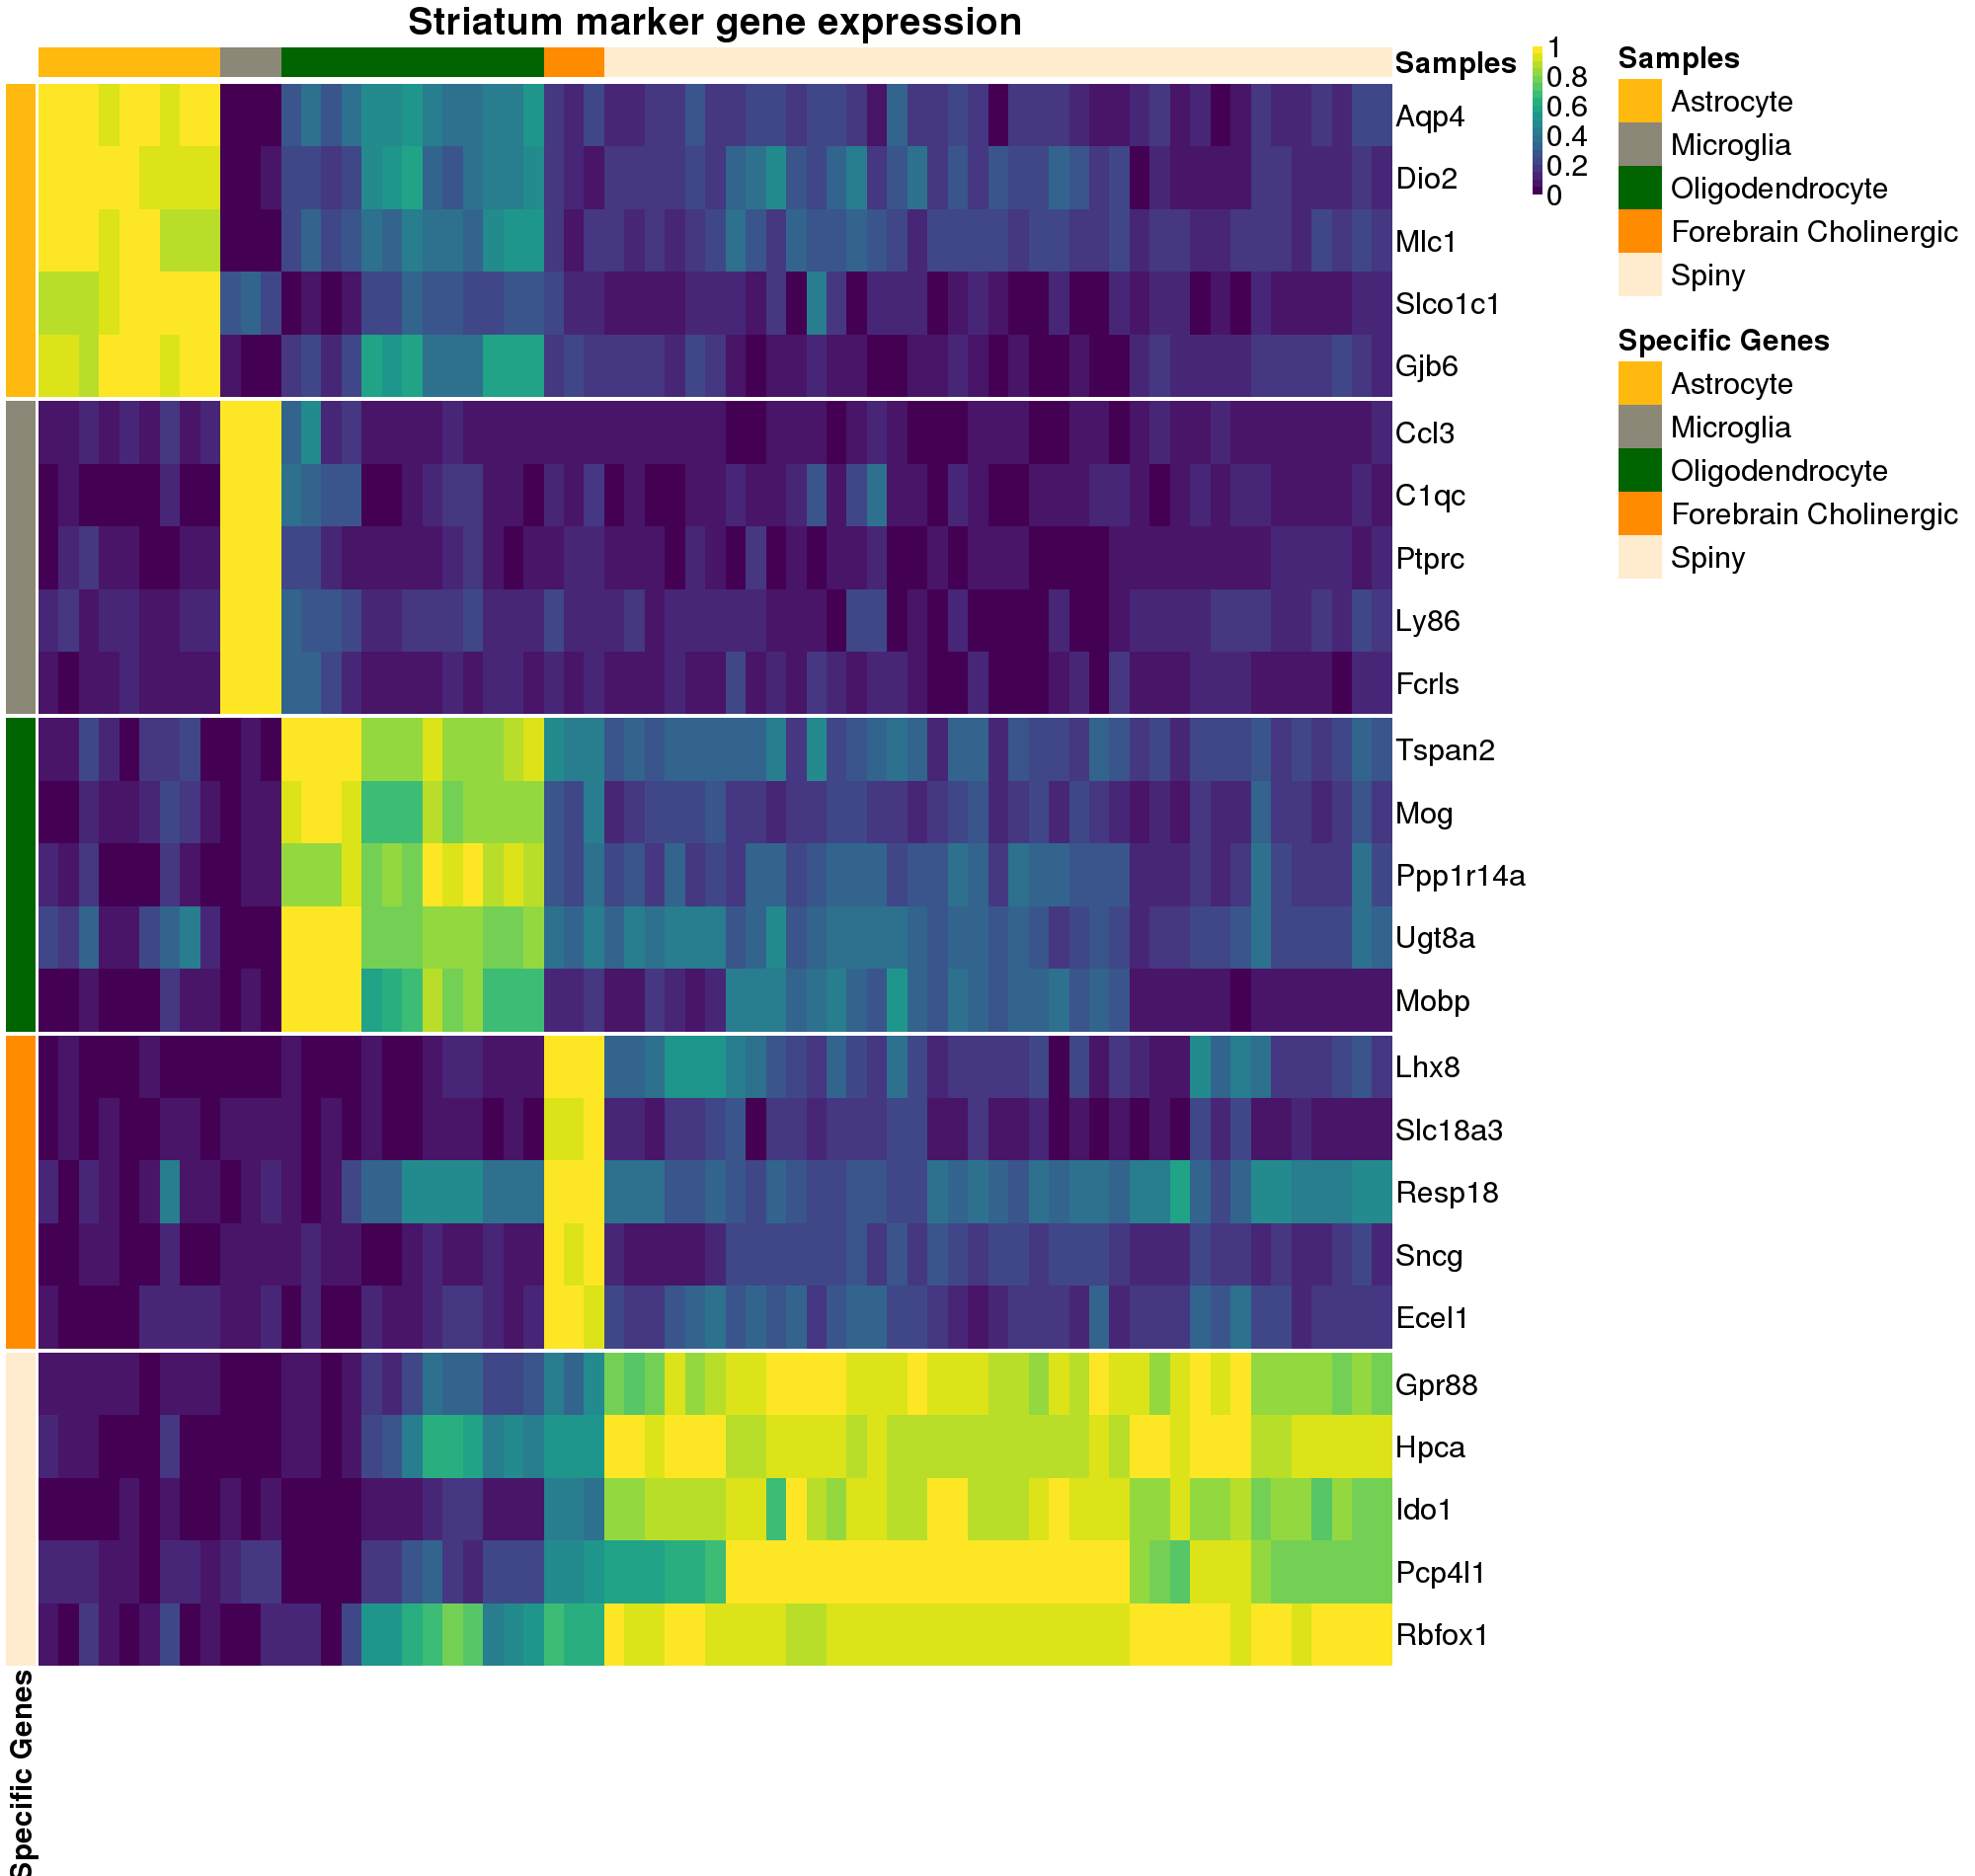 Striatum marker gene expression
Samples
Aqp4
Dio2
Mlc1
Slco1c1
Gjb6
Ccl3
C1qc
Ptprc
Ly86
Fcrls
Tspan2
Mog
Ppp1r14a
Ugt8a
Mobp
Lhx8
Slc18a3
Resp18
Sncg
Ecel1
Gpr88
Hpca
Ido1
Pcp4l1
Rbfox1
Specific Genes
1
0.8
0.6
0.4
0.2
0
Samples
Astrocyte
Microglia
Oligodendrocyte
Forebrain Cholinergic
Spiny
Specific Genes
Astrocyte
Microglia
Oligodendrocyte
Forebrain Cholinergic
Spiny